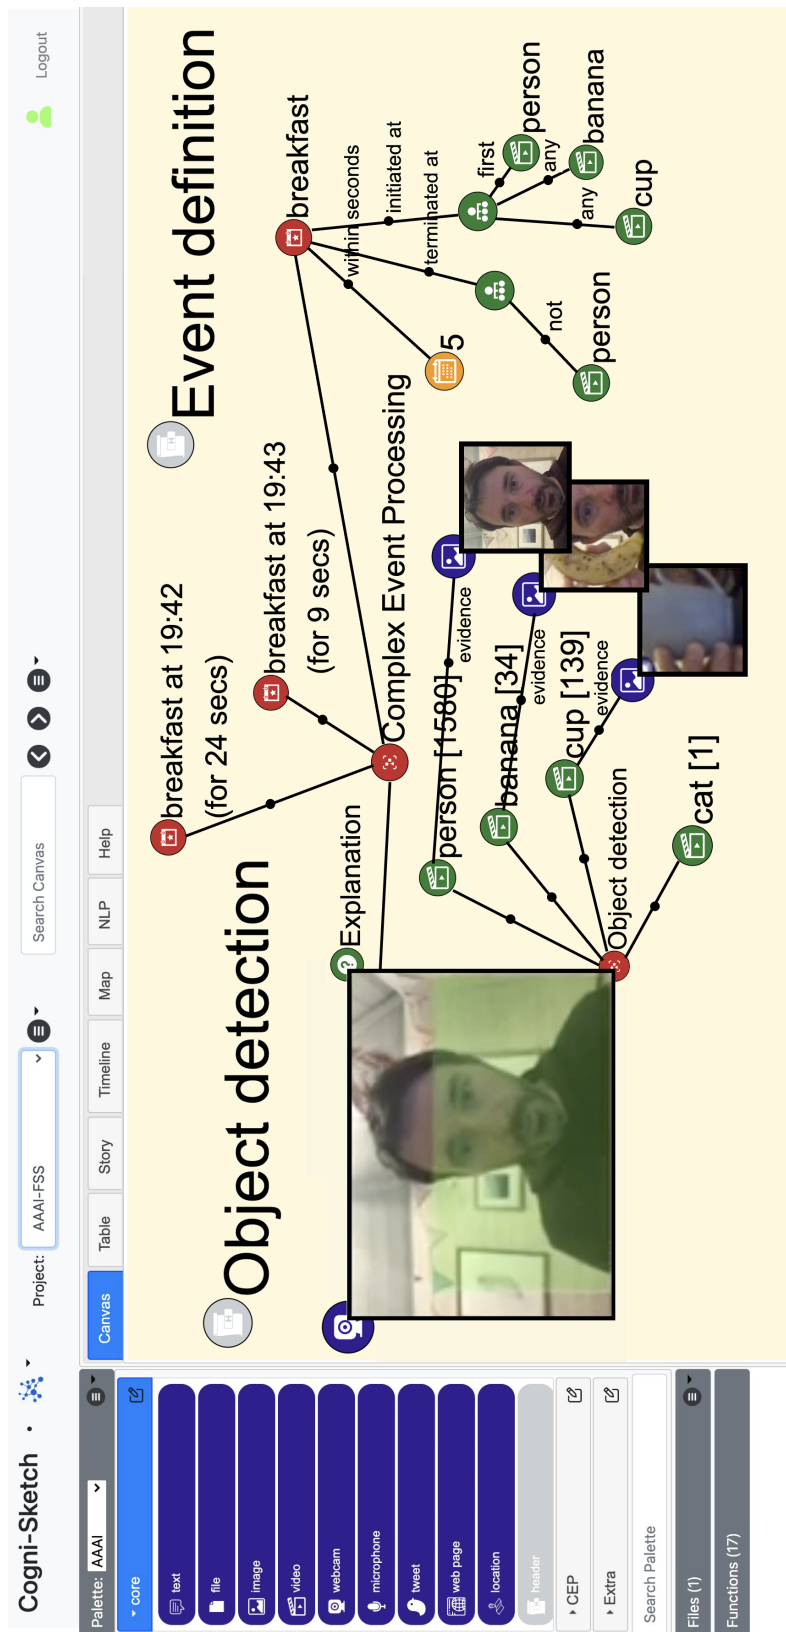 Cogni-Sketch
Project:
AAAI-FSS
Search Canvas
Logout
Palette:
AAAI
core
text
file
image
video
webcam
microphone
tweet
web page
location
header
CEP
Extra
Search Palette
Files (1)
Functions (17)
Canvas
Table
Story
Timeline
Map
NLP
Help
Object detection
Explanation
breakfast at 19:42
(for 24 secs)
breakfast at 19:43
(for 9 secs)
Complex Event Processing
person [1580]
evidence
banana [34]
evidence
cup [139]
evidence
Object detection
cat [1]
Event definition
breakfast
within seconds
initiated at
terminated at
5
first
person
any
banana
any
cup
not
person